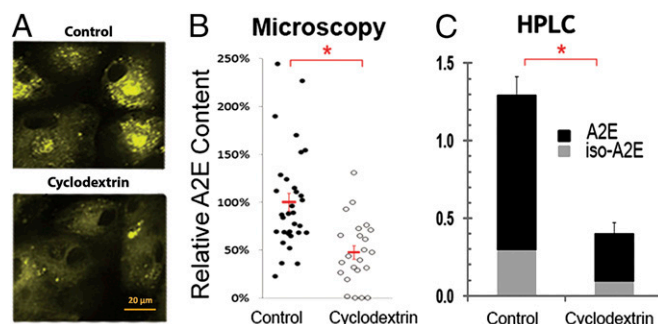 A
Control
Cyclodextrin
20 µm
B
Microscopy
*
Relative A2E Content
250%
200%
150%
100%
50%
0%
Control
Cyclodextrin
C
HPLC
*
1.5
1.0
0.5
0.0
A2E
iso-A2E
Control
Cyclodextrin